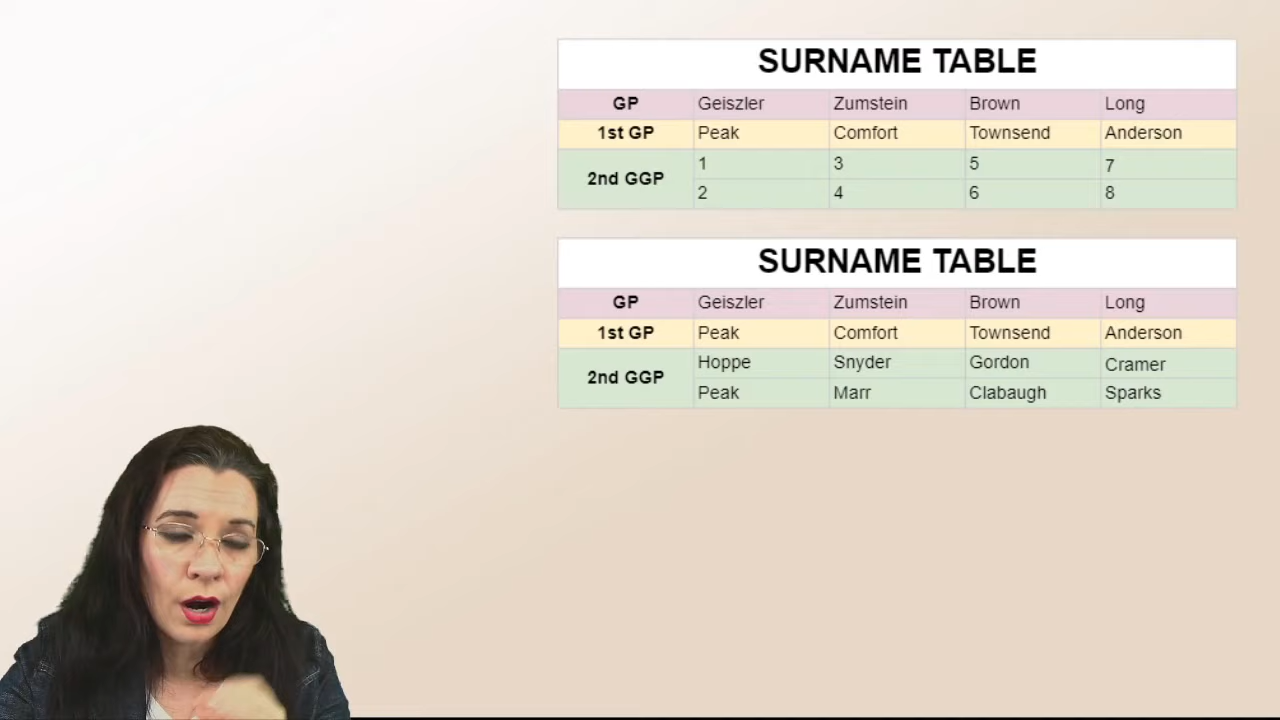 SURNAME TABLE
GP Geiszler Zumstein Brown Long
1st GP Peak Comfort Townsend Anderson
2nd GGP
1 3 5 7
2 4 6 8
SURNAME TABLE
GP Geiszler Zumstein Brown Long
1st GP Peak Comfort Townsend Anderson
2nd GGP
Hoppe Snyder Gordon Cramer
Peak Marr Clabaugh Sparks